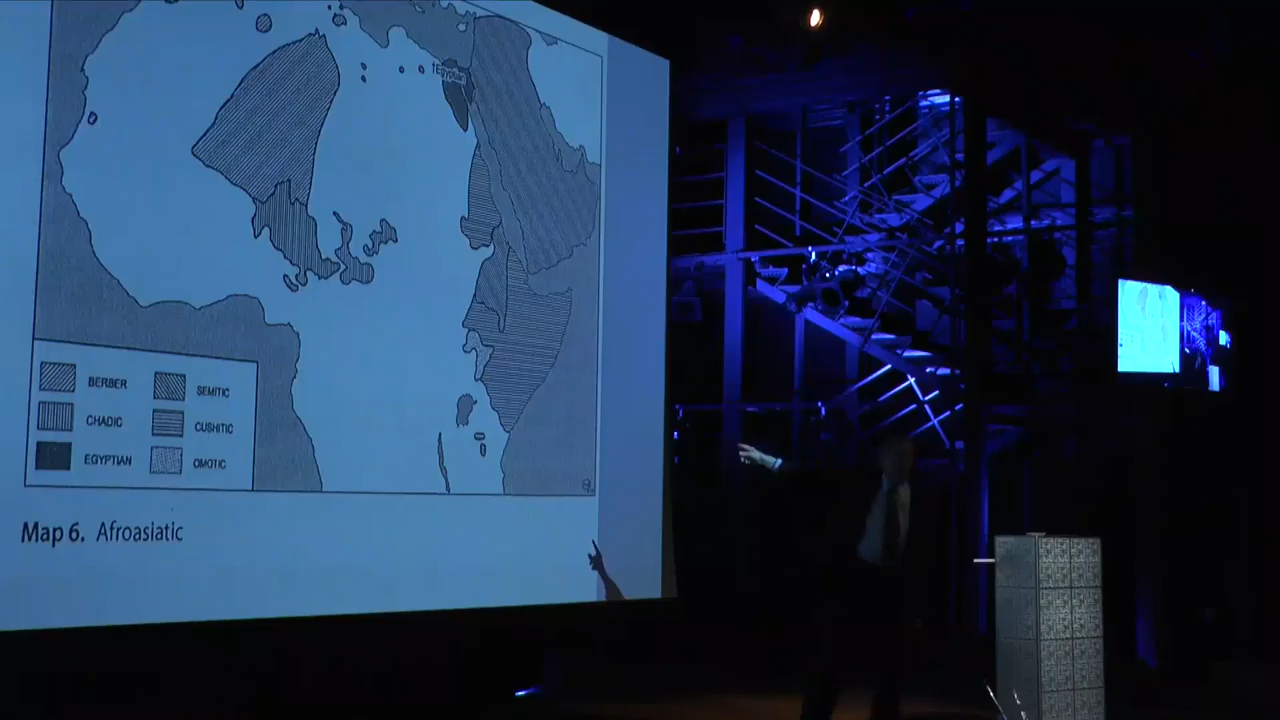 †Egyptian
BERBER
SEMITIC
CHADIC
CUSHITIC
EGYPTIAN
OMOTIC
Map 6. Afroasiatic